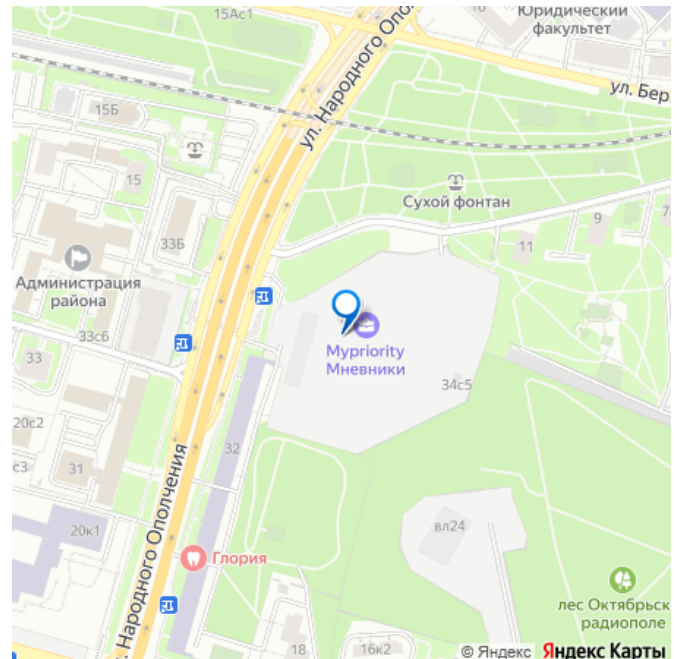 15Ас1
16
Юридический
факультет
ул. Народного Опол
ул. Бер
15Б
15
Сухой фонтан
7
9
11
33Б
Администрация
района
33с6
33
Mypriority
Мневники
34с5
20с2
с3
31
32
20к1
. Народного Ополчения
Глория
вл24
лес Октябрьск
радиополе
18
16к2
© Яндекс Яндекс Карты